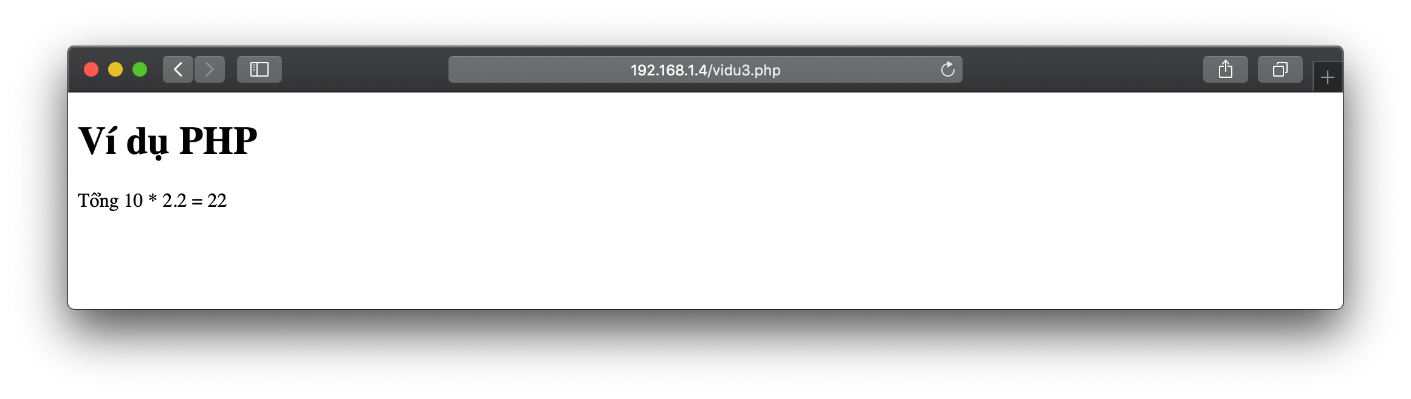 192.168.1.4/vidu3.php
Ví dụ PHP
Tổng 10 * 2.2 = 22